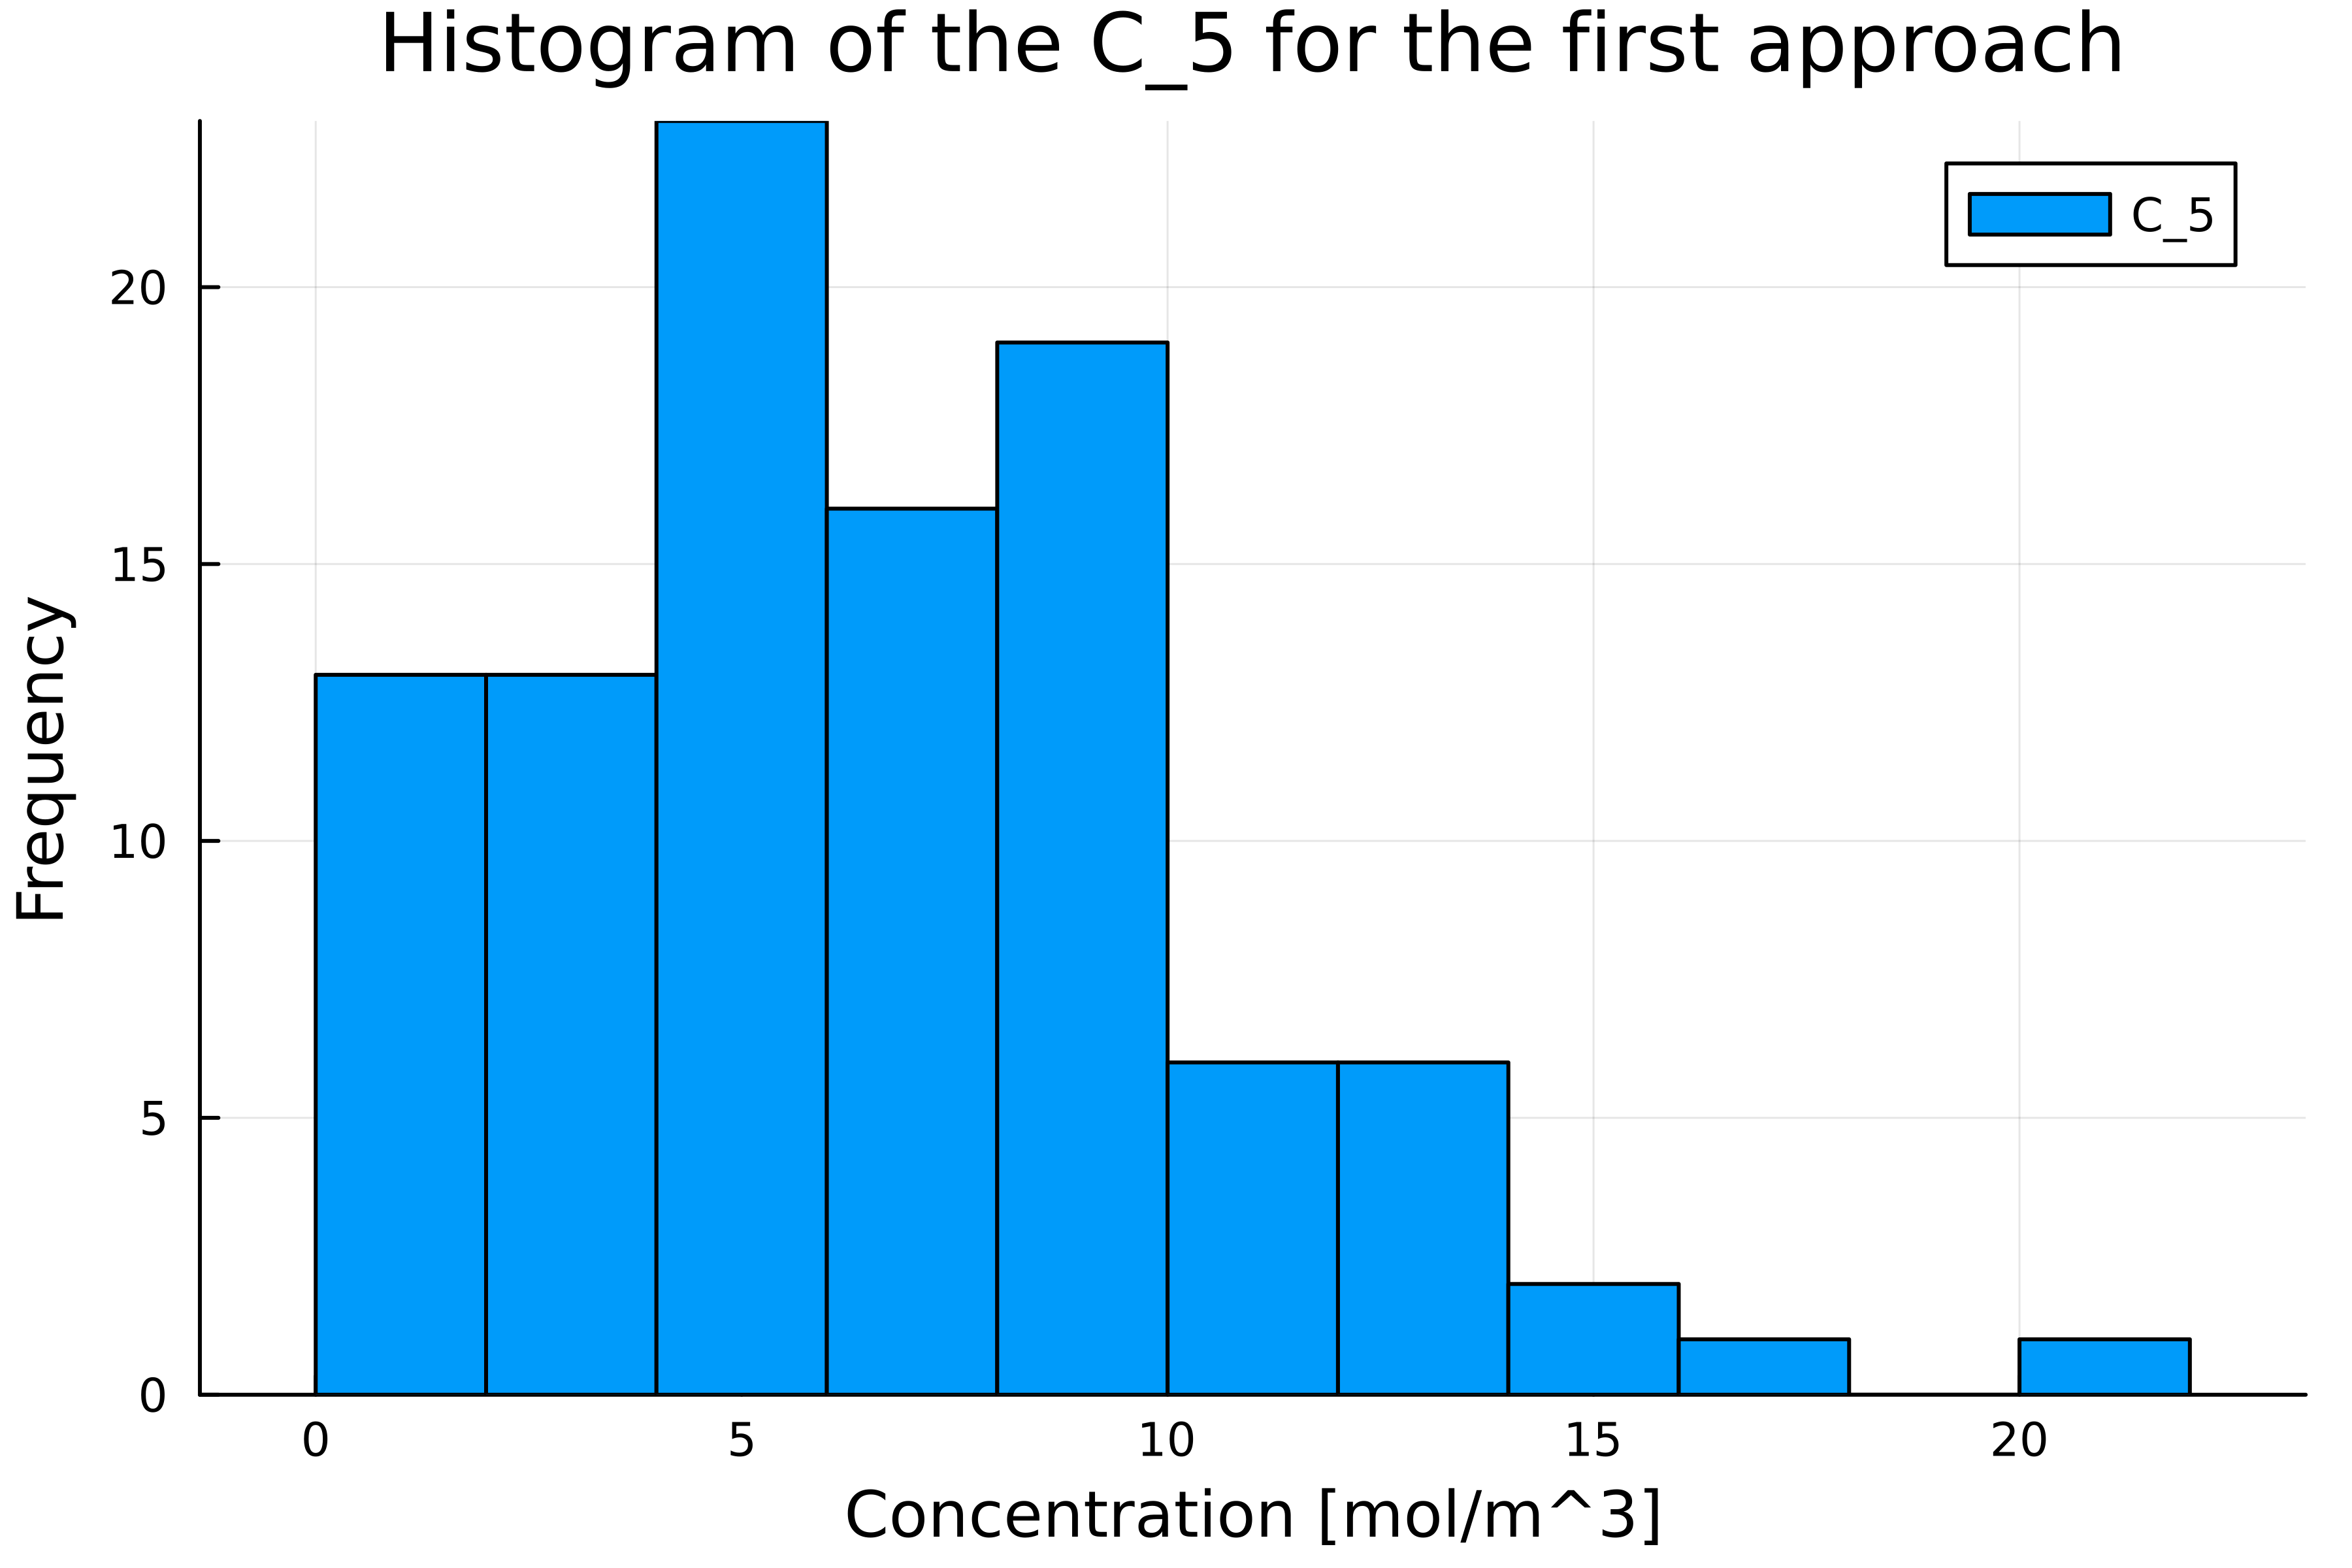 Histogram of the C_5 for the first approach
C_5
Frequency
20
15
10
5
0
0 5 10 15 20
Concentration [mol/m^3]